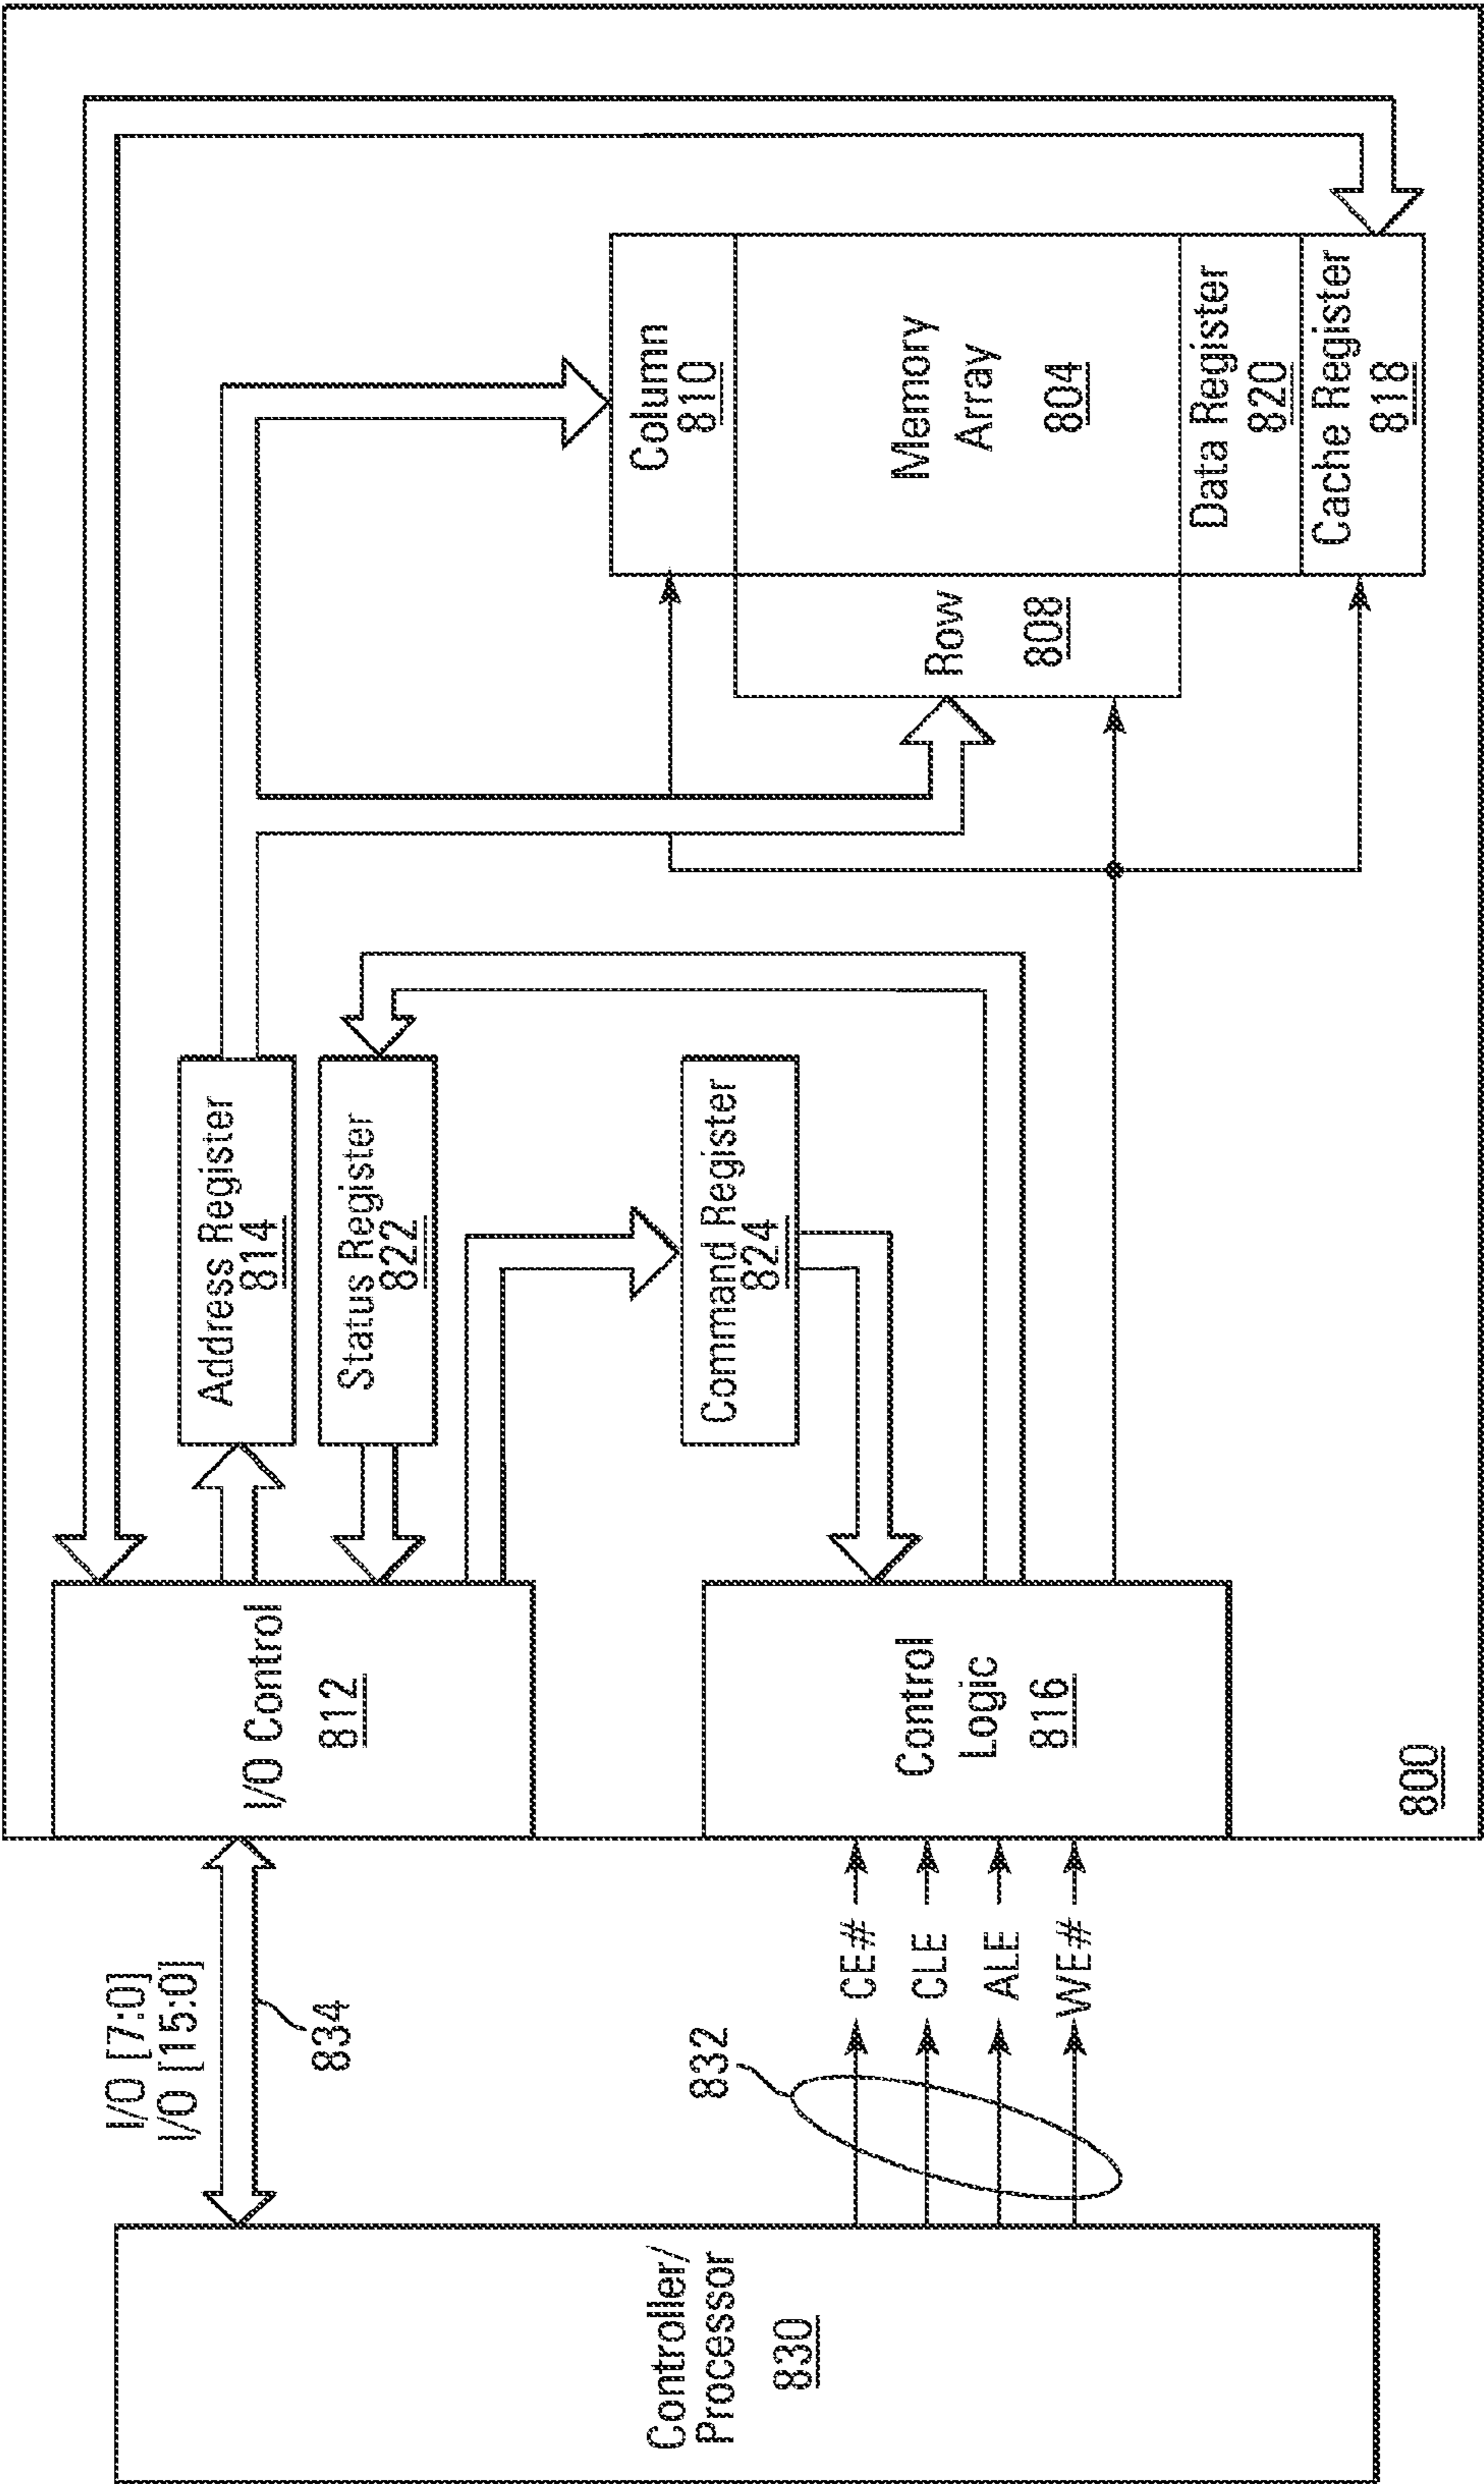 Controller/
Processor
830
I/O [7:0]
I/O [15:0]
834
832
CE#
CLE
ALE
WE#
I/O Control
812
Control
Logic
816
800
Address Register
814
Status Register
822
Command Register
824
Row
808
Column
810
Memory
Array
804
Data Register
820
Cache Register
818